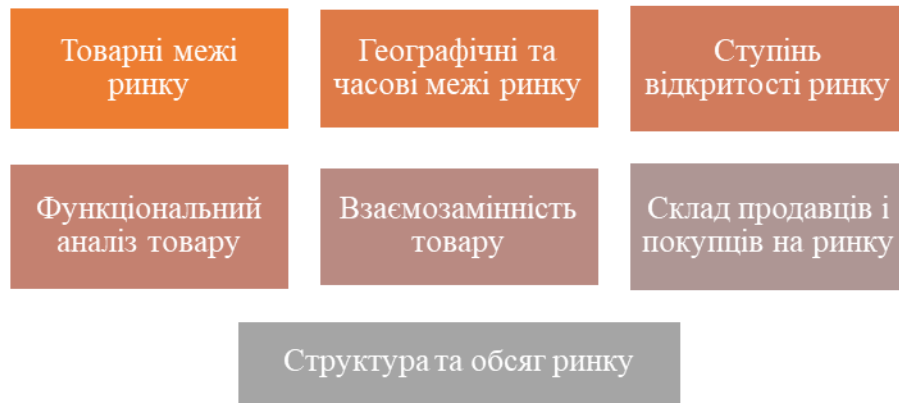 Товарні межі
ринку
Географічні та
часові межі ринку
Ступінь
відкритості ринку
Функціональний
аналіз товару
Взаємозамінність
товару
Склад продавців і
покупців на ринку
Структура та обсяг ринку